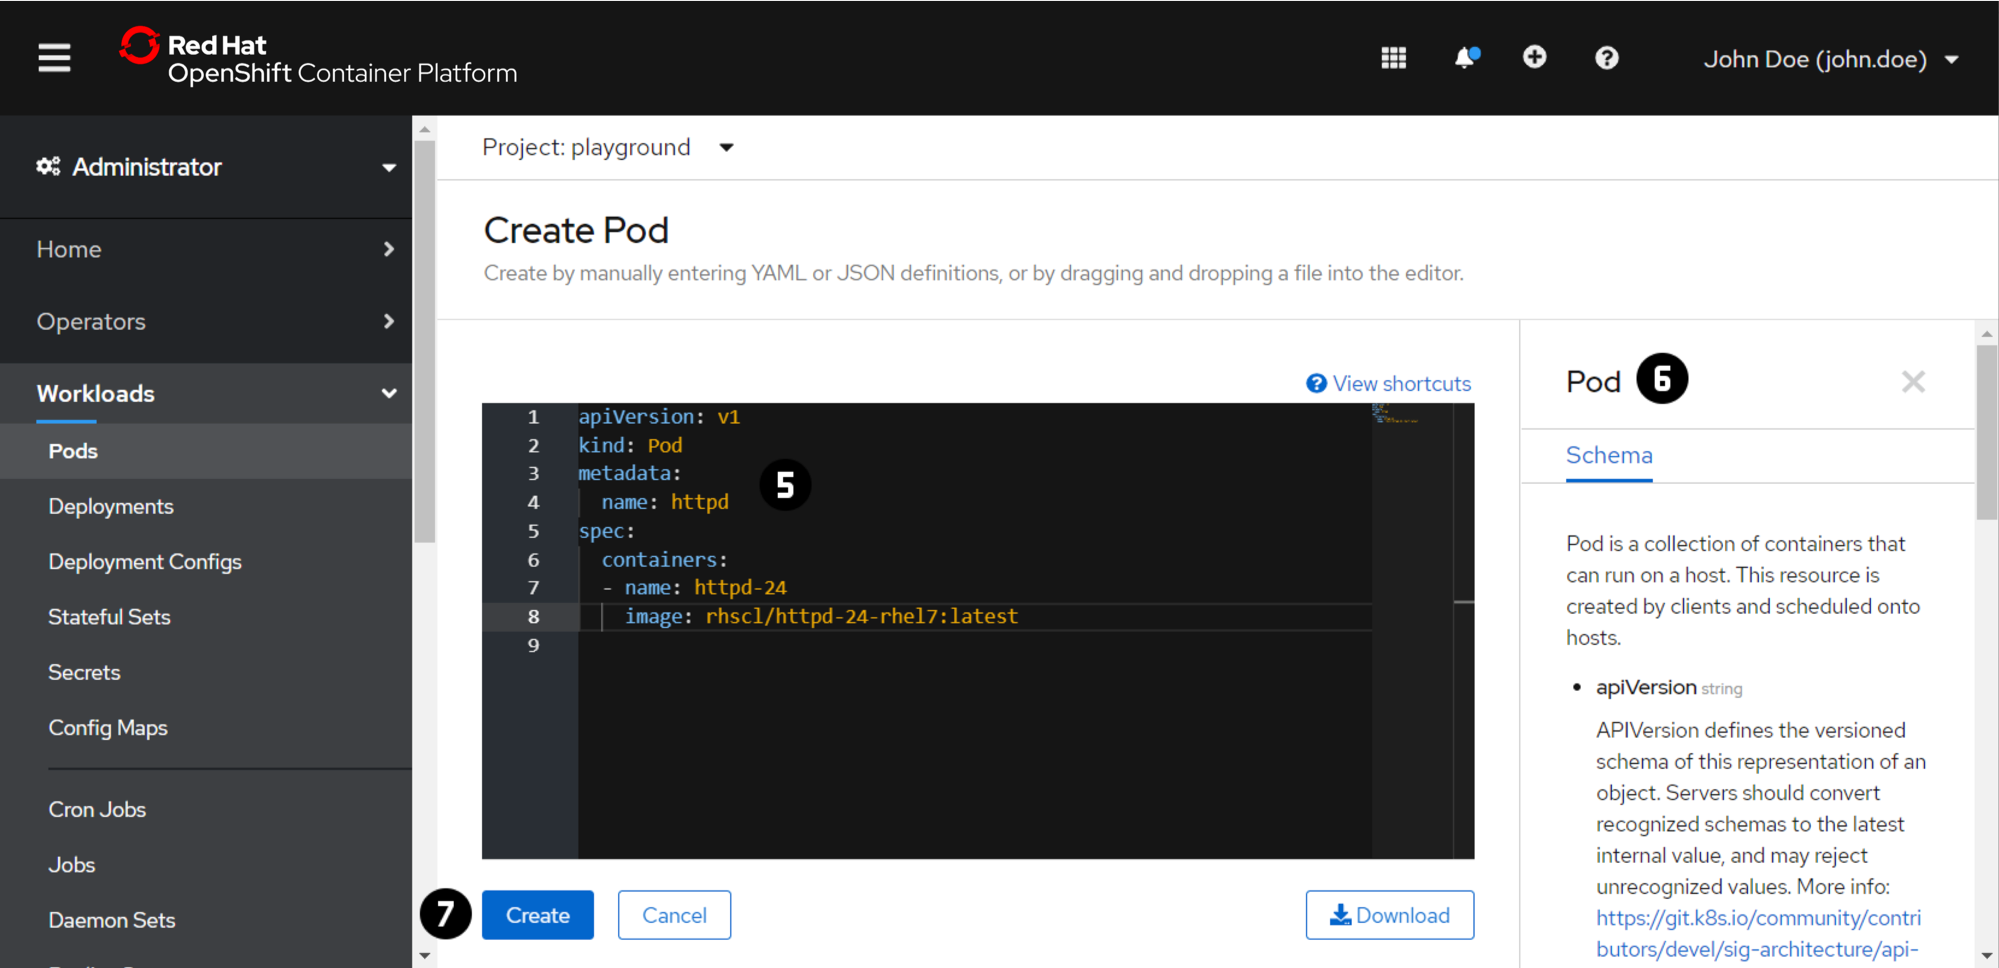 Red Hat
OpenShift Container Platform
John Doe (john.doe)
Administrator
Home
Operators
Workloads
Pods
Deployments
Deployment Configs
Stateful Sets
Secrets
Config Maps
Cron Jobs
Jobs
Daemon Sets
Project: playground
Create Pod
Create by manually entering YAML or JSON definitions, or by dragging and dropping a file into the editor.
View shortcuts
1 apiVersion: v1
2 kind: Pod
3 metadata:
4 name: httpd
5 spec:
6 containers:
7 - name: httpd-24
8 image: rhscl/httpd-24-rhel7:latest
9
5
7
Create
Cancel
Download
Pod
6
Schema
Pod is a collection of containers that
can run on a host. This resource is
created by clients and scheduled onto
hosts.
• apiVersion string
APIVersion defines the versioned
schema of this representation of an
object. Servers should convert
recognized schemas to the latest
internal value, and may reject
unrecognized values. More info:
https://git.k8s.io/community/contri
butors/devel/sig-architecture/api-